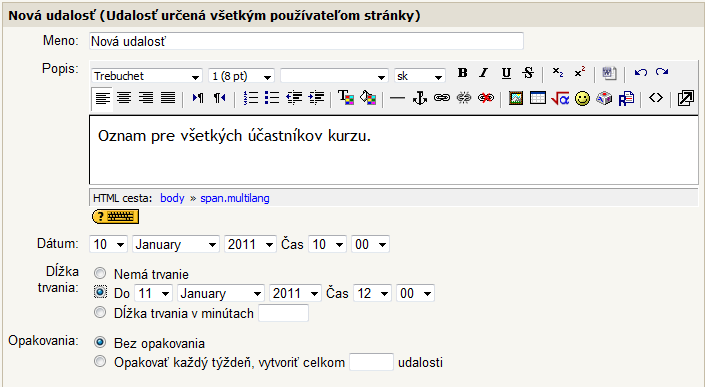 Nová udalosť (Udalosť určená všetkým používateľom stránky)
Meno: Nová udalosť
Popis: Trebuchet 1 (8 pt) sk B I U S x₂ x²
Oznam pre všetkých účastníkov kurzu.
HTML cesta: body » span.multilang
?
Dátum: 10 January 2011 Čas 10 00
Dĺžka trvania: Nemá trvanie
Do 11 January 2011 Čas 12 00
Dĺžka trvania v minútach
Opakovania: Bez opakovania
Opakovať každý týždeň, vytvoriť celkom udalosti